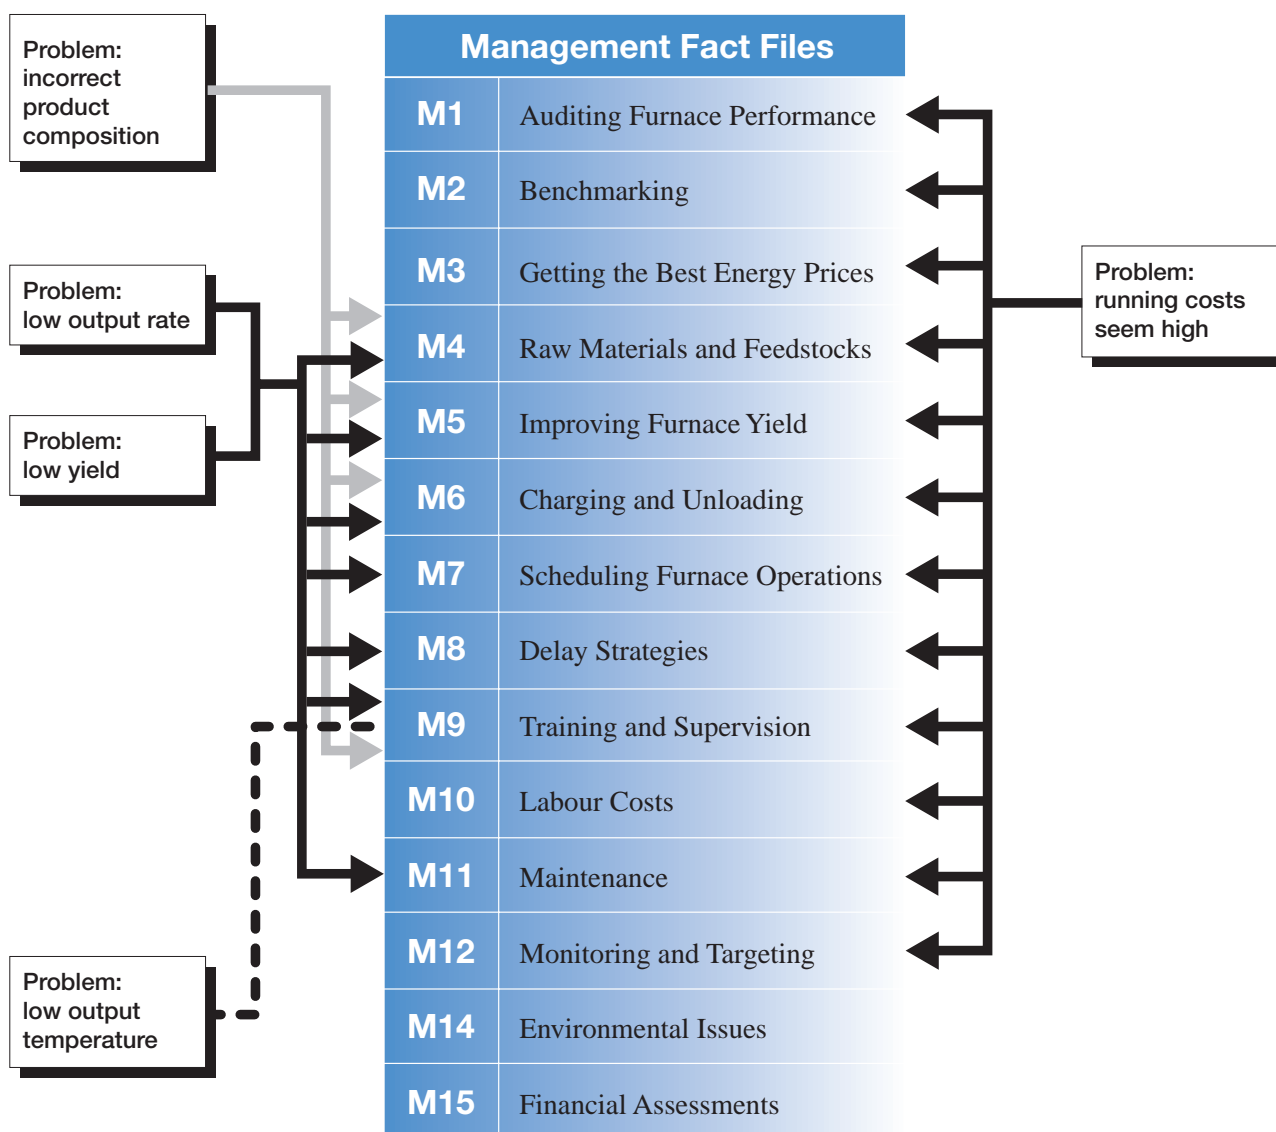 Problem:
incorrect
product
composition
Problem:
low output rate
Problem:
low yield
Problem:
low output
temperature
Management Fact Files
M1 Auditing Furnace Performance
M2 Benchmarking
M3 Getting the Best Energy Prices
M4 Raw Materials and Feedstocks
M5 Improving Furnace Yield
M6 Charging and Unloading
M7 Scheduling Furnace Operations
M8 Delay Strategies
M9 Training and Supervision
M10 Labour Costs
M11 Maintenance
M12 Monitoring and Targeting
M14 Environmental Issues
M15 Financial Assessments
Problem:
running costs
seem high